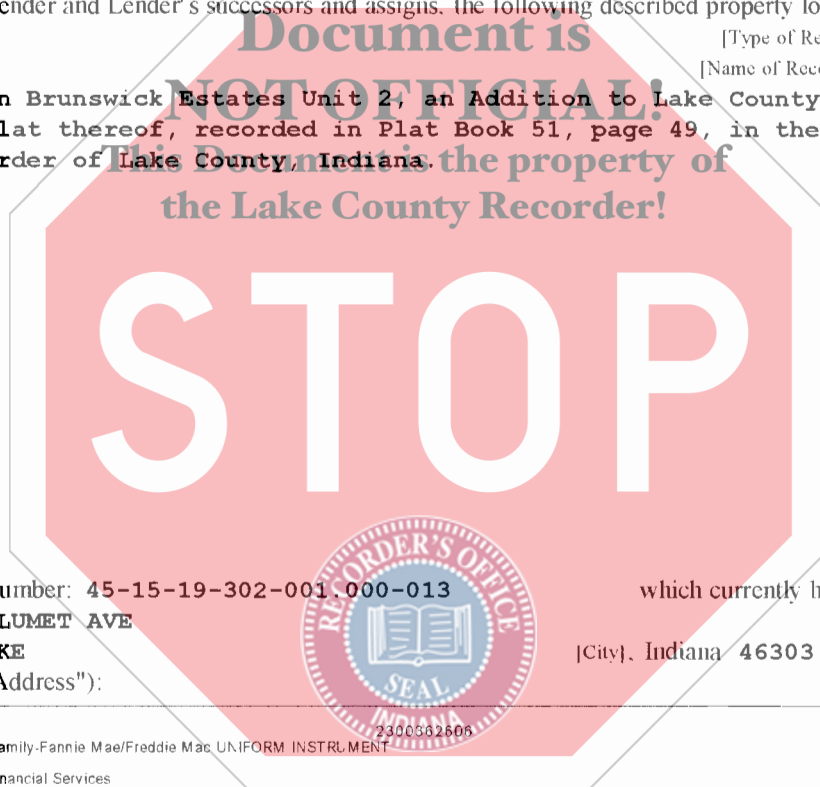 ender and Lender's successors and assigns, the following described property lo
Document is
[Type of Re
NOT OFFICIAL!
[Name of Reco
n Brunswick Estates Unit 2, an Addition to Lake County
lat thereof, recorded in Plat Book 51, page 49, in the
rder of Lake County, Indiana.
This Document is the property of
the Lake County Recorder!
STOP
RECORDER'S OFFICE
umber: 45-15-19-302-001.000-013 which currently h
LUMET AVE
KE [City], Indiana 46303
Address"):
SEAL
INDIANA
2300362606
amily-Fannie Mae/Freddie Mac UNIFORM INSTRUMENT
nancial Services